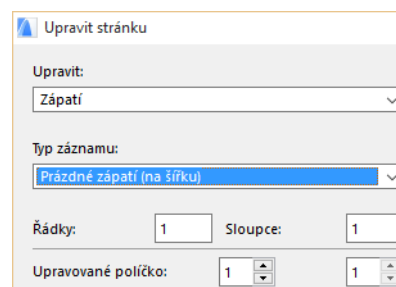 Upravit stránku
Upravit:
Zápatí
Typ záznamu:
Prázdné zápatí (na šířku)
Řádky: 1 Sloupce: 1
Upravované políčko: 1 1